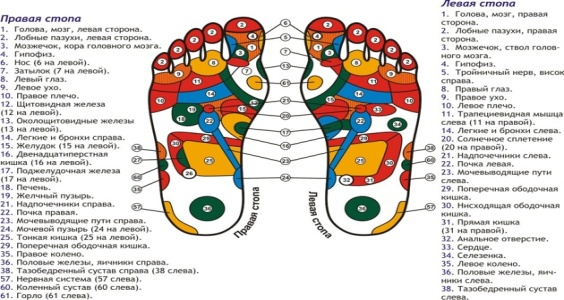 Правая стопа
1. Голова, мозг, левая сторона.
2. Лобные пазухи, левая сторона.
3. Мозжечок, кора головного мозга.
4. Гипофиз.
6. Нос (6 на левой).
7. Затылок (7 на левой).
8. Левый глаз.
9. Левое ухо.
10. Правое плечо.
12. Щитовидная железа
(12 на левой).
13. Околощитовидные железы
(13 на левой).
14. Легкие и бронхи справа.
15. Желудок (15 на левой).
16. Двенадцатиперстная
кишка (16 на левой).
17. Поджелудочная железа
(17 на левой).
18. Печень.
19. Желчный пузырь.
21. Надпочечники справа.
22. Почка правая.
23. Мочевыводящие пути справа.
24. Мочевой пузырь (24 на левой).
25. Тонкая кишка (25 на левой).
29. Поперечная ободочная кишка.
35. Правое колено.
36. Половые железы, яичники справа.
38. Тазобедренный сустав справа (38 слева).
57. Нервная система (57 слева).
60. Коленный сустав (60 слева).
61. Горло (61 слева).
Правая стопа
Левая стопа
Левая стопа
1. Голова, мозг, правая
сторона.
2. Лобные пазухи, правая
сторона.
3. Мозжечок, ствол голов-
ного мозга.
4. Гипофиз.
5. Тройничный нерв, висок
справа.
8. Правый глаз.
9. Правое ухо.
10. Левое плечо.
11. Трапециевидная мышца
слева (11 на правой).
14. Легкие и бронхи слева.
20. Солнечное сплетение
(20 на правой).
21. Надпочечники слева.
22. Почка левая.
23. Мочевыводящие пути
слева.
29. Поперечная ободочная
кишка.
30. Нисходящая ободочная
кишка.
31. Прямая кишка
(31 на правой).
32. Анальное отверстие.
33. Сердце.
34. Селезенка.
35. Левое колено.
36. Половые железы, яич-
ники слева.
38. Тазобедренный сустав
слева.